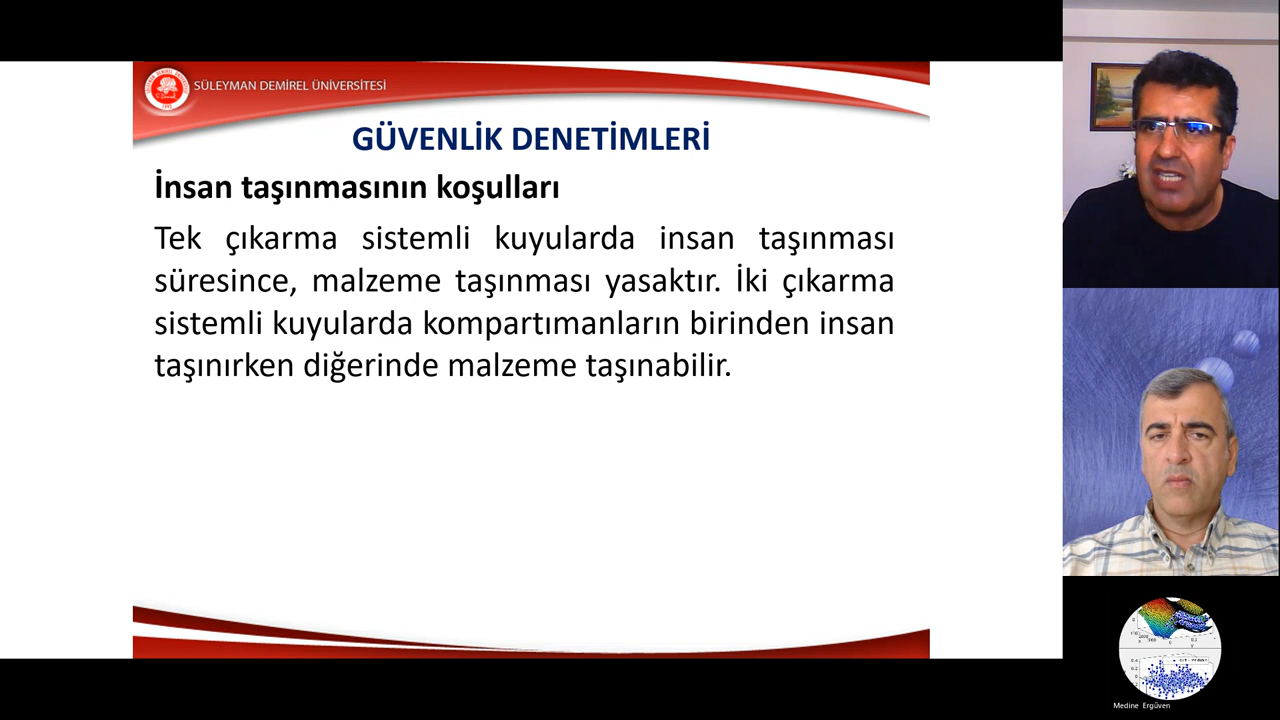 SÜLEYMAN DEMİREL ÜNİVERSİTESİ
GÜVENLİK DENETİMLERİ
İnsan taşınmasının koşulları
Tek çıkarma sistemli kuyularda insan taşınması
süresince, malzeme taşınması yasaktır. İki çıkarma
sistemli kuyularda kompartımanların birinden insan
taşınırken diğerinde malzeme taşınabilir.
Medine Ergüven